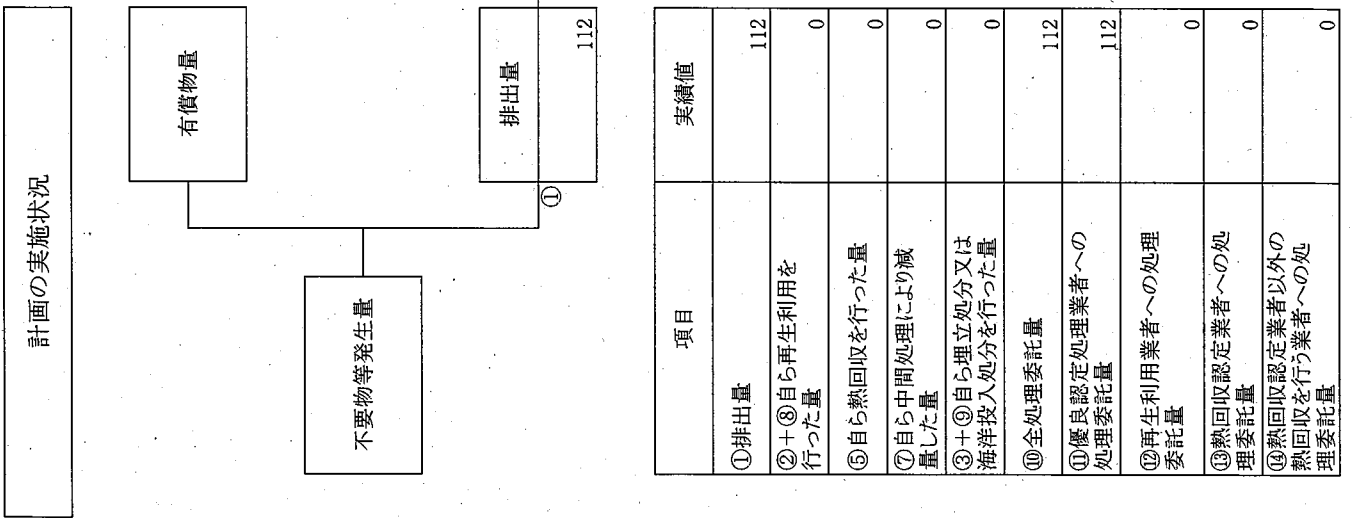 計画の実施状況
有償物量
不要物等発生量
①
排出量
112
項目 実績値
①排出量 112
②+⑧自ら再生利用を
行った量 0
⑤自ら熱回収を行った量 0
⑦自ら中間処理により減
量した量 0
③+⑨自ら埋立処分又は
海洋投入処分を行った量 0
⑩全処理委託量 112
⑪優良認定処理業者への
処理委託量 112
⑫再生利用業者への処理
委託量 0
⑬熱回収認定業者への処
理委託量 0
⑭熱回収認定業者以外の
熱回収を行う業者への処
理委託量 0